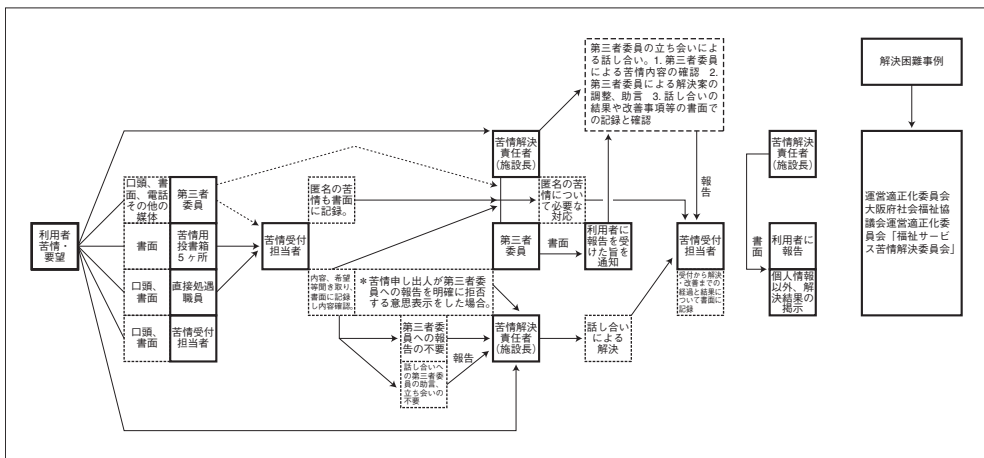 利用者
苦情・
要望
口頭、書
面、電話
その他の
媒体
第三者
委員
書面
苦情用
投書箱
5ヶ所
口頭、
書面
直接処遇
職員
口頭、
書面
苦情受付
担当者
苦情受付
担当者
匿名の苦
情も書面
に記録。
内容、希望
等聞き取り、
書面に記録
し内容確認。
＊苦情申し出人が第三者委
員への報告を明確に拒否
する意思表示をした場合。
第三者委
員への報
告の不要
話し合いへ
の第三者委
員の助言、
立ち会いの
不要
報告
苦情解決
責任者
(施設長)
匿名の苦
情につい
て必要な
対応
第三者
委員
書面
利用者に
報告を受
けた旨を
通知
苦情解決
責任者
(施設長)
話し合い
による
解決
第三者委員の立ち会いによ
る話し合い。1. 第三者委員
による苦情内容の確認　2.
第三者委員による解決案の
調整、助言　3. 話し合いの
結果や改善事項等の書面で
の記録と確認
報告
苦情受付
担当者
受付から解決
・改善までの
経過と結果に
ついて書面に
記録
苦情解決
責任者
(施設長)
書面
利用者に
報告
個人情報
以外、解
決結果の
掲示
解決困難事例
運営適正化委員会
大阪府社会福祉協
議会運営適正化委
員会「福祉サービ
ス苦情解決委員会」